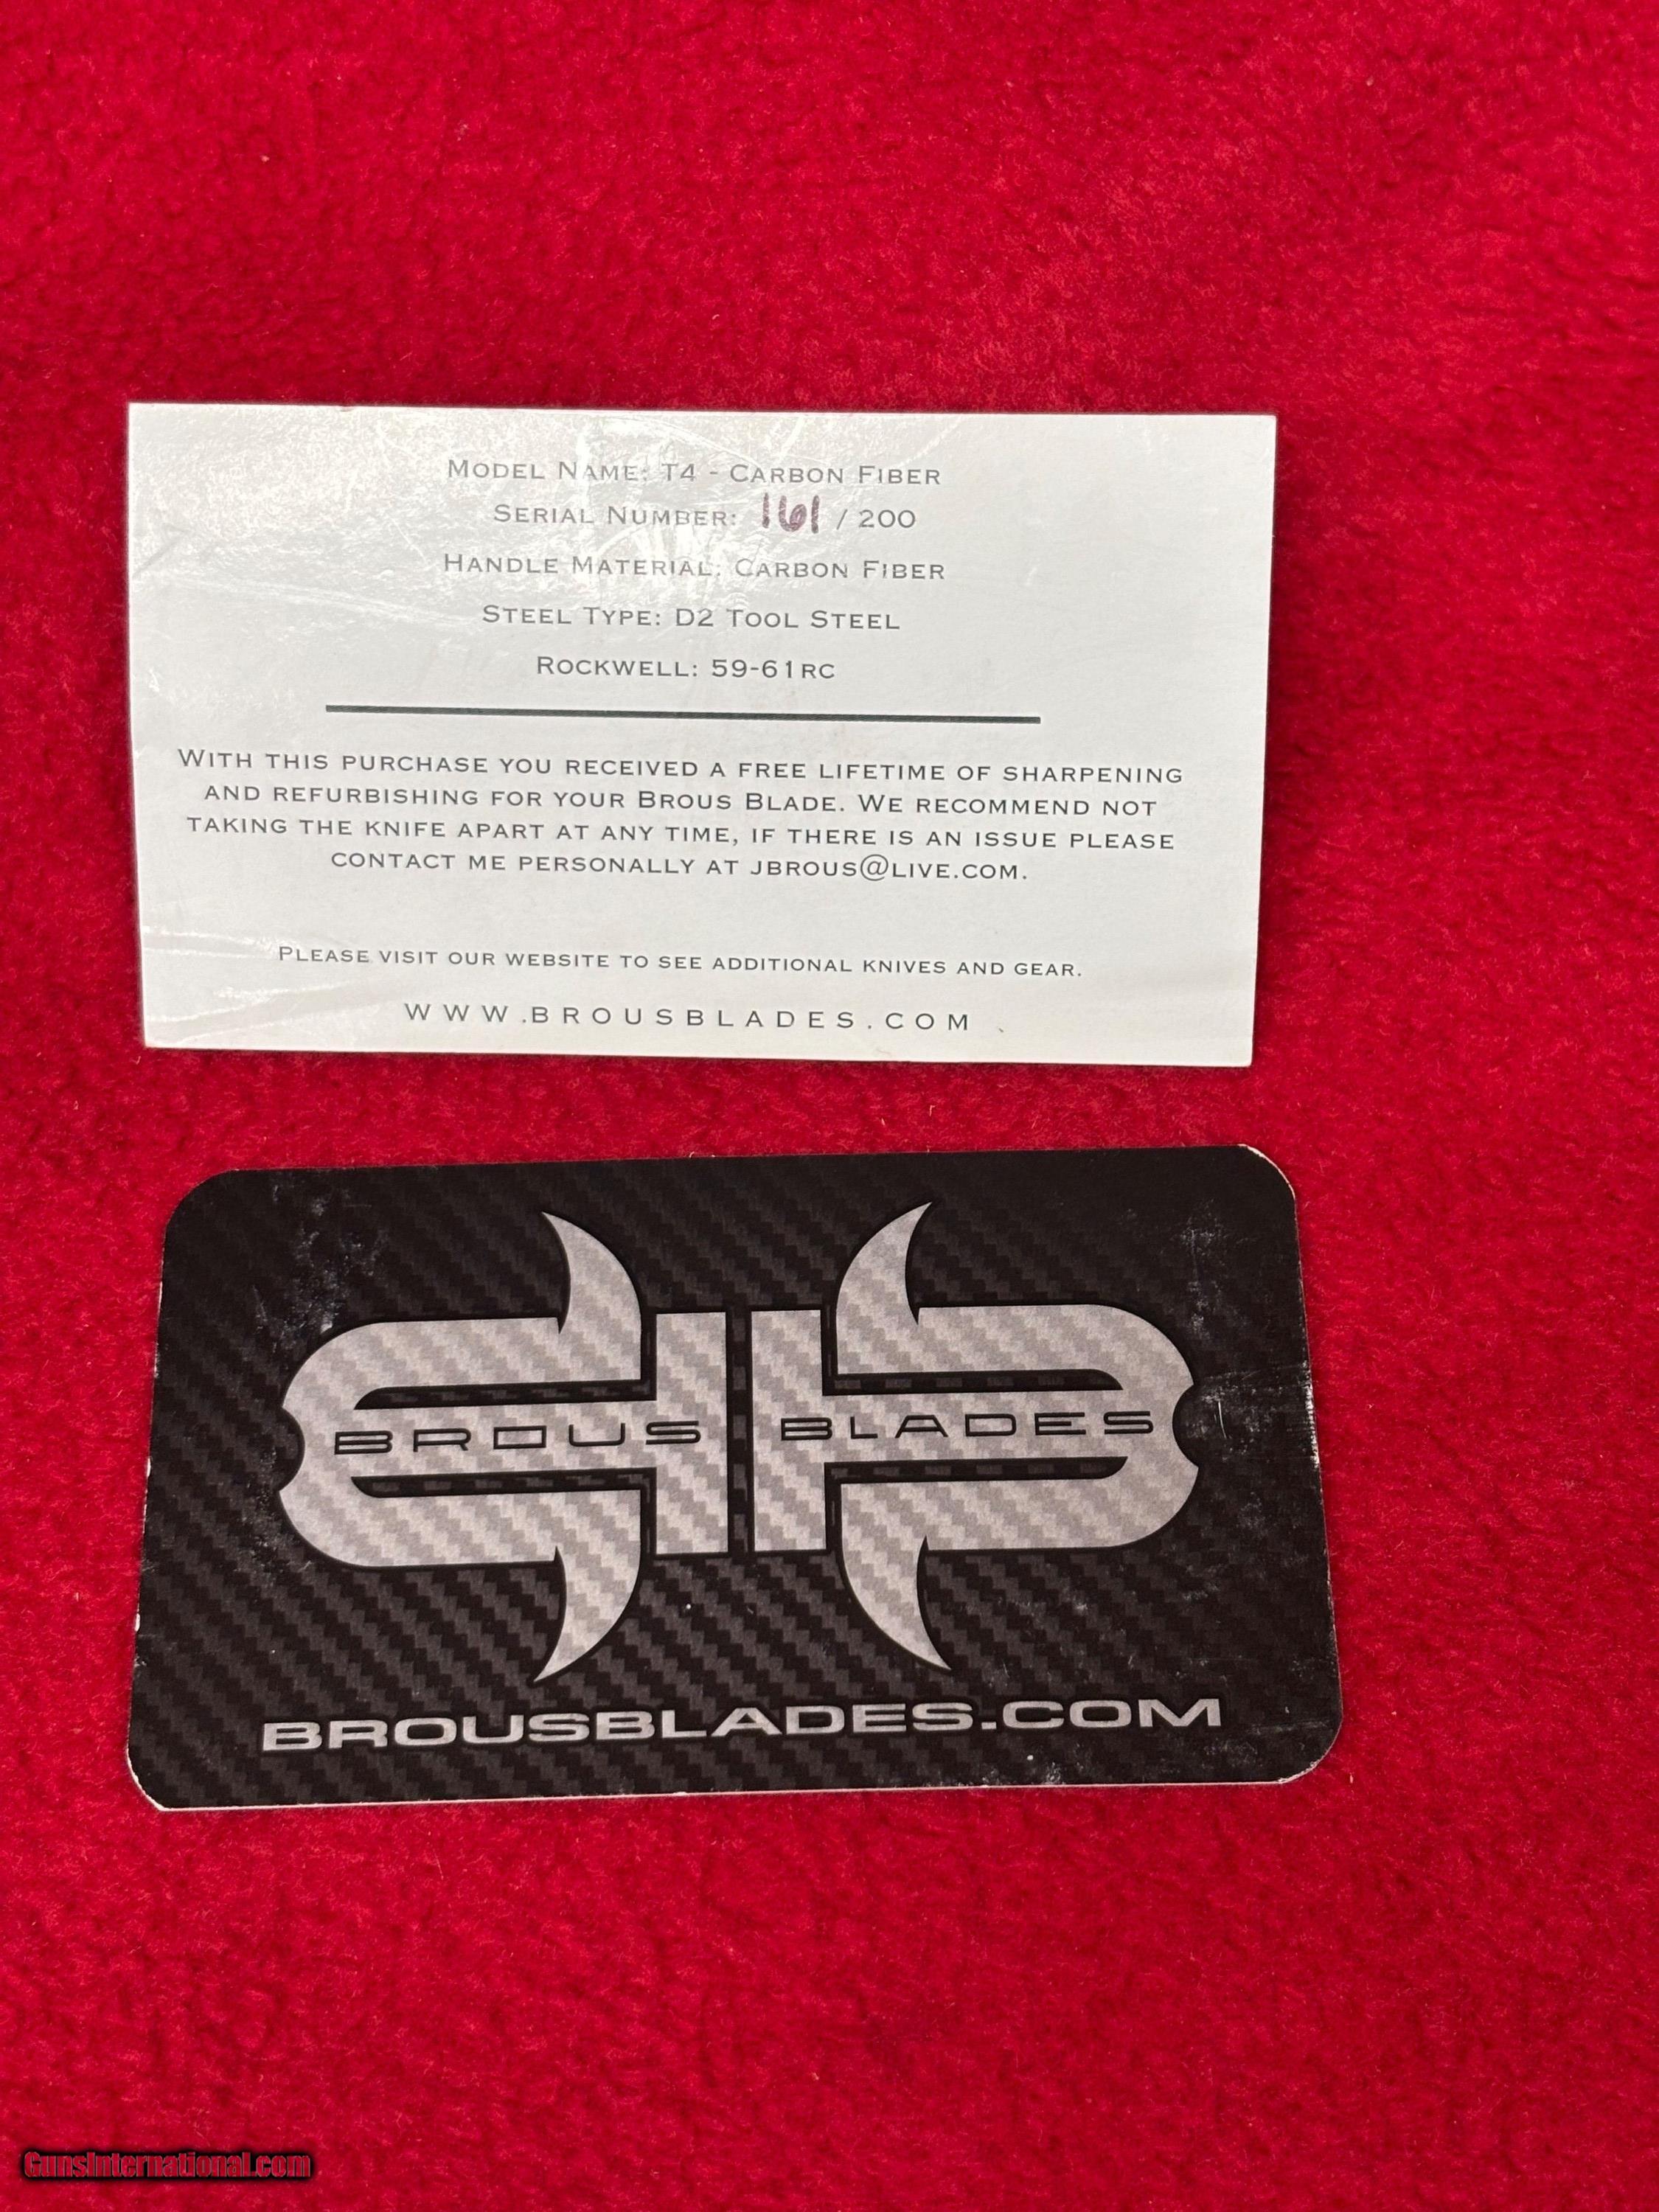 Model Name: T4 - Carbon Fiber
Serial Number: 161 / 200
Handle Material: Carbon Fiber
Steel Type: D2 Tool Steel
Rockwell: 59-61rc
With this purchase you received a free lifetime of sharpening
and refurbishing for your Brous Blade. We recommend not
taking the knife apart at any time, if there is an issue please
contact me personally at jbrous@live.com.
Please visit our website to see additional knives and gear.
WWW.BROUSBLADES.COM
BROUS BLADES
BROUSBLADES.COM
GunsInternational.com